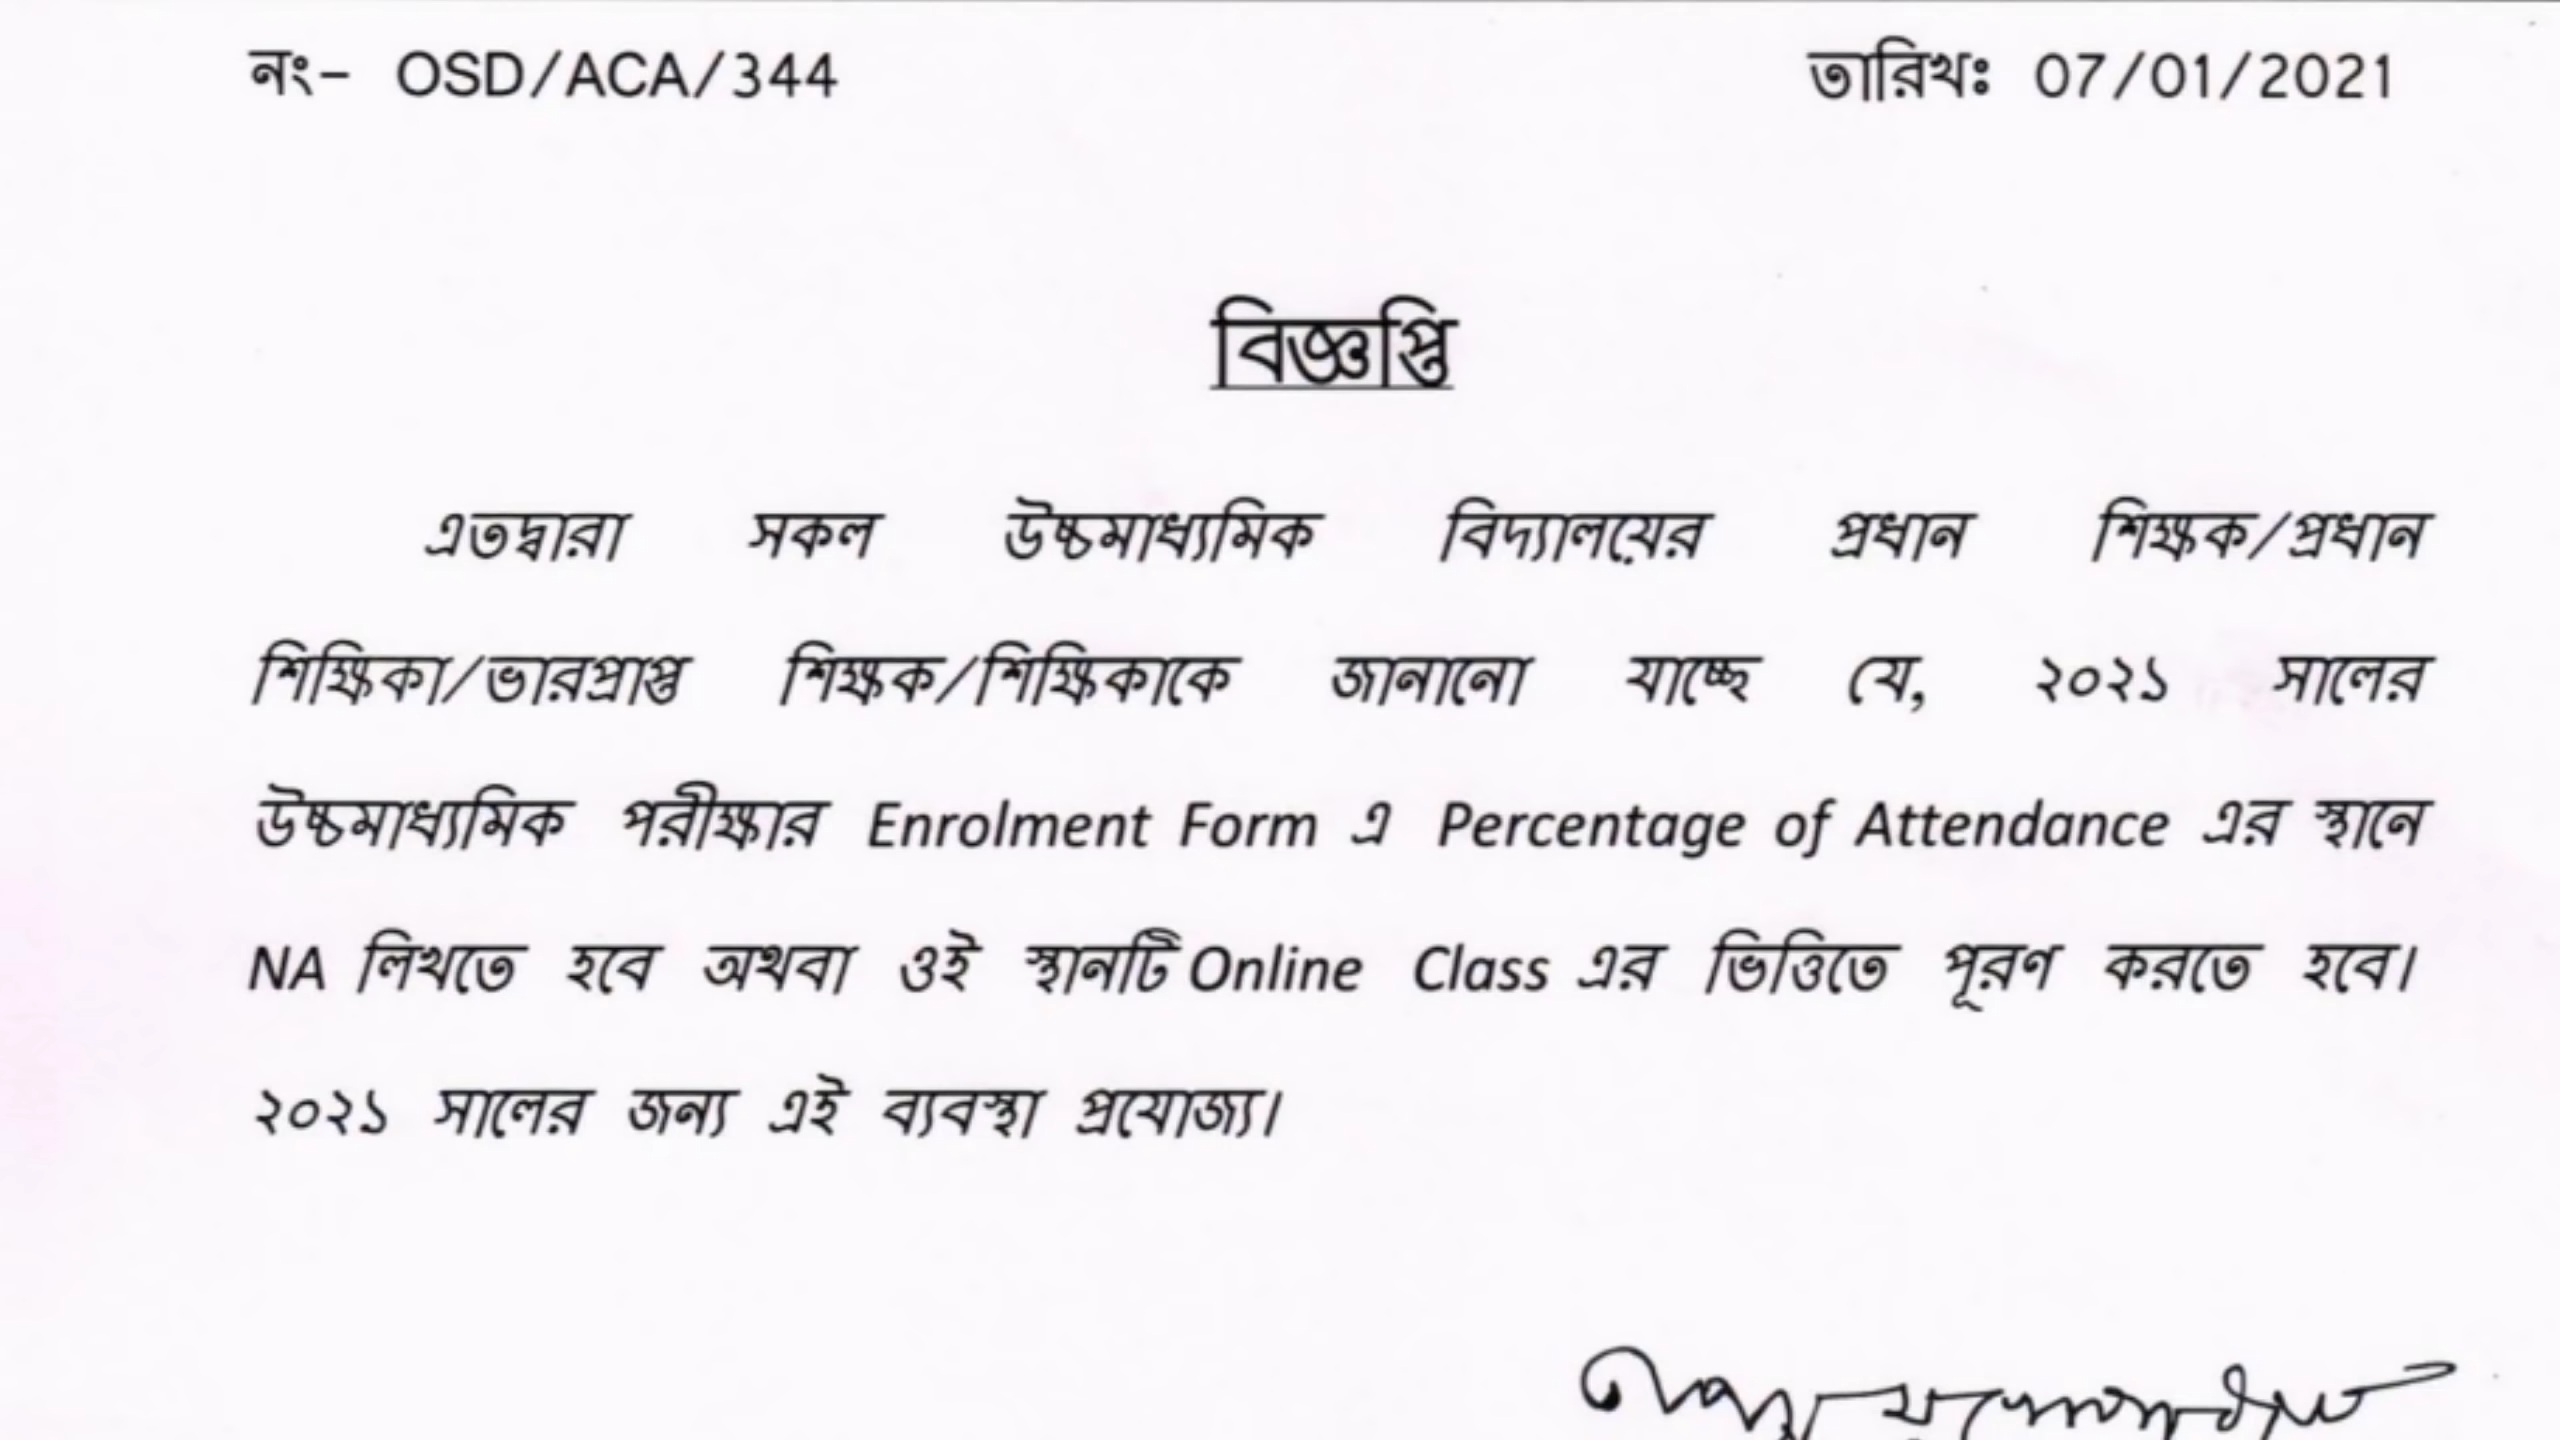 নং- OSD/ACA/344 তারিখঃ 07/01/2021
বিজ্ঞপ্তি
এতদ্বারা সকল উচ্চমাধ্যমিক বিদ্যালয়ের প্রধান শিক্ষক/প্রধান
শিক্ষিকা/ভারপ্রাপ্ত শিক্ষক/শিক্ষিকাকে জানানো যাচ্ছে যে, ২০২১ সালের
উচ্চমাধ্যমিক পরীক্ষার Enrolment Form এ Percentage of Attendance এর স্থানে
NA লিখতে হবে অথবা ওই স্থানটি Online Class এর ভিত্তিতে পূরণ করতে হবে।
২০২১ সালের জন্য এই ব্যবস্থা প্রযোজ্য।